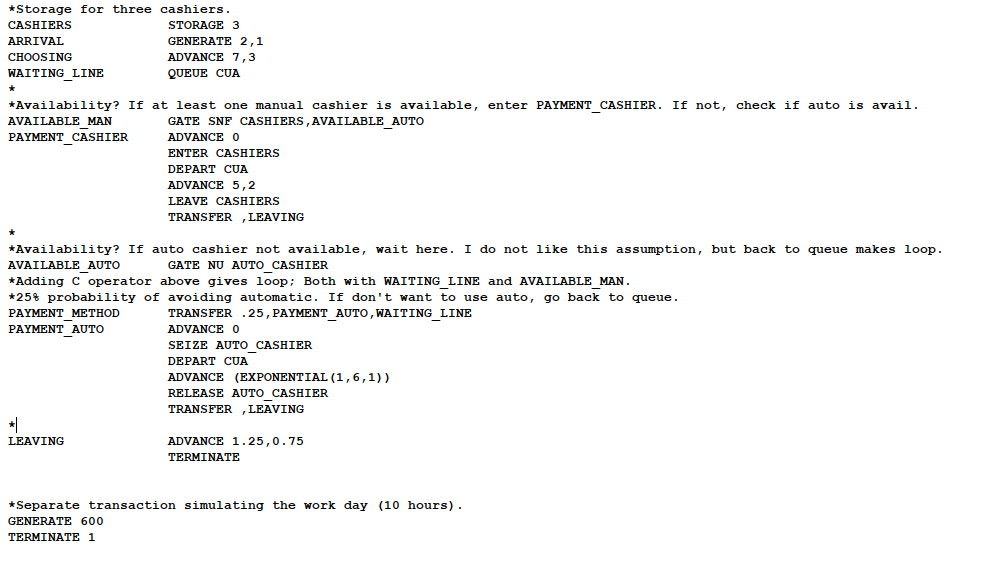 *Storage for three cashiers.
CASHIERS            STORAGE 3
ARRIVAL             GENERATE 2,1
CHOOSING            ADVANCE 7,3
WAITING_LINE        QUEUE CUA
*
*Availability? If at least one manual cashier is available, enter PAYMENT_CASHIER. If not, check if auto is avail.
AVAILABLE_MAN       GATE SNF CASHIERS,AVAILABLE_AUTO
PAYMENT_CASHIER     ADVANCE 0
                    ENTER CASHIERS
                    DEPART CUA
                    ADVANCE 5,2
                    LEAVE CASHIERS
                    TRANSFER ,LEAVING
*
*Availability? If auto cashier not available, wait here. I do not like this assumption, but back to queue makes loop.
AVAILABLE_AUTO      GATE NU AUTO_CASHIER
*Adding C operator above gives loop; Both with WAITING_LINE and AVAILABLE_MAN.
*25% probability of avoiding automatic. If don't want to use auto, go back to queue.
PAYMENT_METHOD      TRANSFER .25,PAYMENT_AUTO,WAITING_LINE
PAYMENT_AUTO        ADVANCE 0
                    SEIZE AUTO_CASHIER
                    DEPART CUA
                    ADVANCE (EXPONENTIAL(1,6,1))
                    RELEASE AUTO_CASHIER
                    TRANSFER ,LEAVING
*
LEAVING             ADVANCE 1.25,0.75
                    TERMINATE
*Separate transaction simulating the work day (10 hours).
GENERATE 600
TERMINATE 1